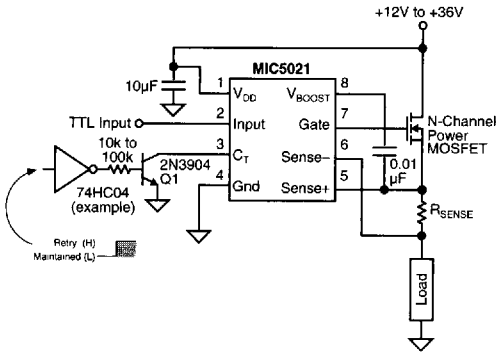 +12V to +36V
MIC5021
10µF
1
VDD
VBOOST
8
TTL Input
2
Input
Gate
7
N-Channel
Power
MOSFET
10k to
100k
3
CT
Sense−
6
0.01
µF
2N3904
Q1
4
Gnd
Sense+
5
74HC04
(example)
RSENSE
Retry (H)
Maintained (L)
Load